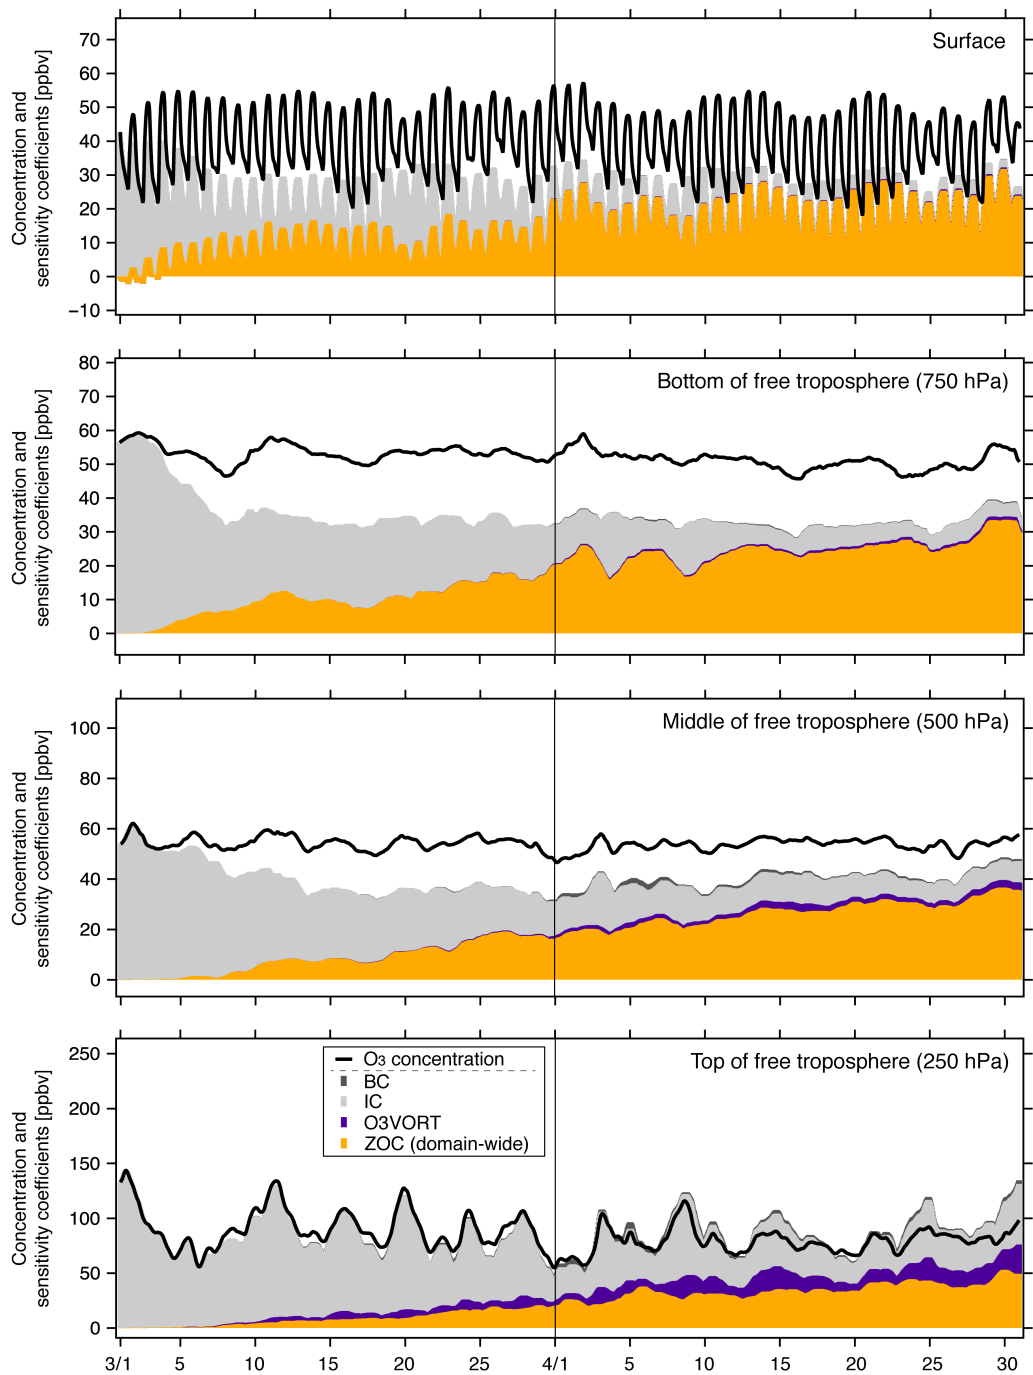 Surface
Concentration and
sensitivity coefficients [ppbv]
70
60
50
40
30
20
10
0
−10
Bottom of free troposphere (750 hPa)
Concentration and
sensitivity coefficients [ppbv]
80
70
60
50
40
30
20
10
0
Middle of free troposphere (500 hPa)
Concentration and
sensitivity coefficients [ppbv]
100
80
60
40
20
0
Top of free troposphere (250 hPa)
Concentration and
sensitivity coefficients [ppbv]
250
200
150
100
50
0
O3 concentration
BC
IC
O3VORT
ZOC (domain-wide)
3/1 5 10 15 20 25 4/1 5 10 15 20 25 30